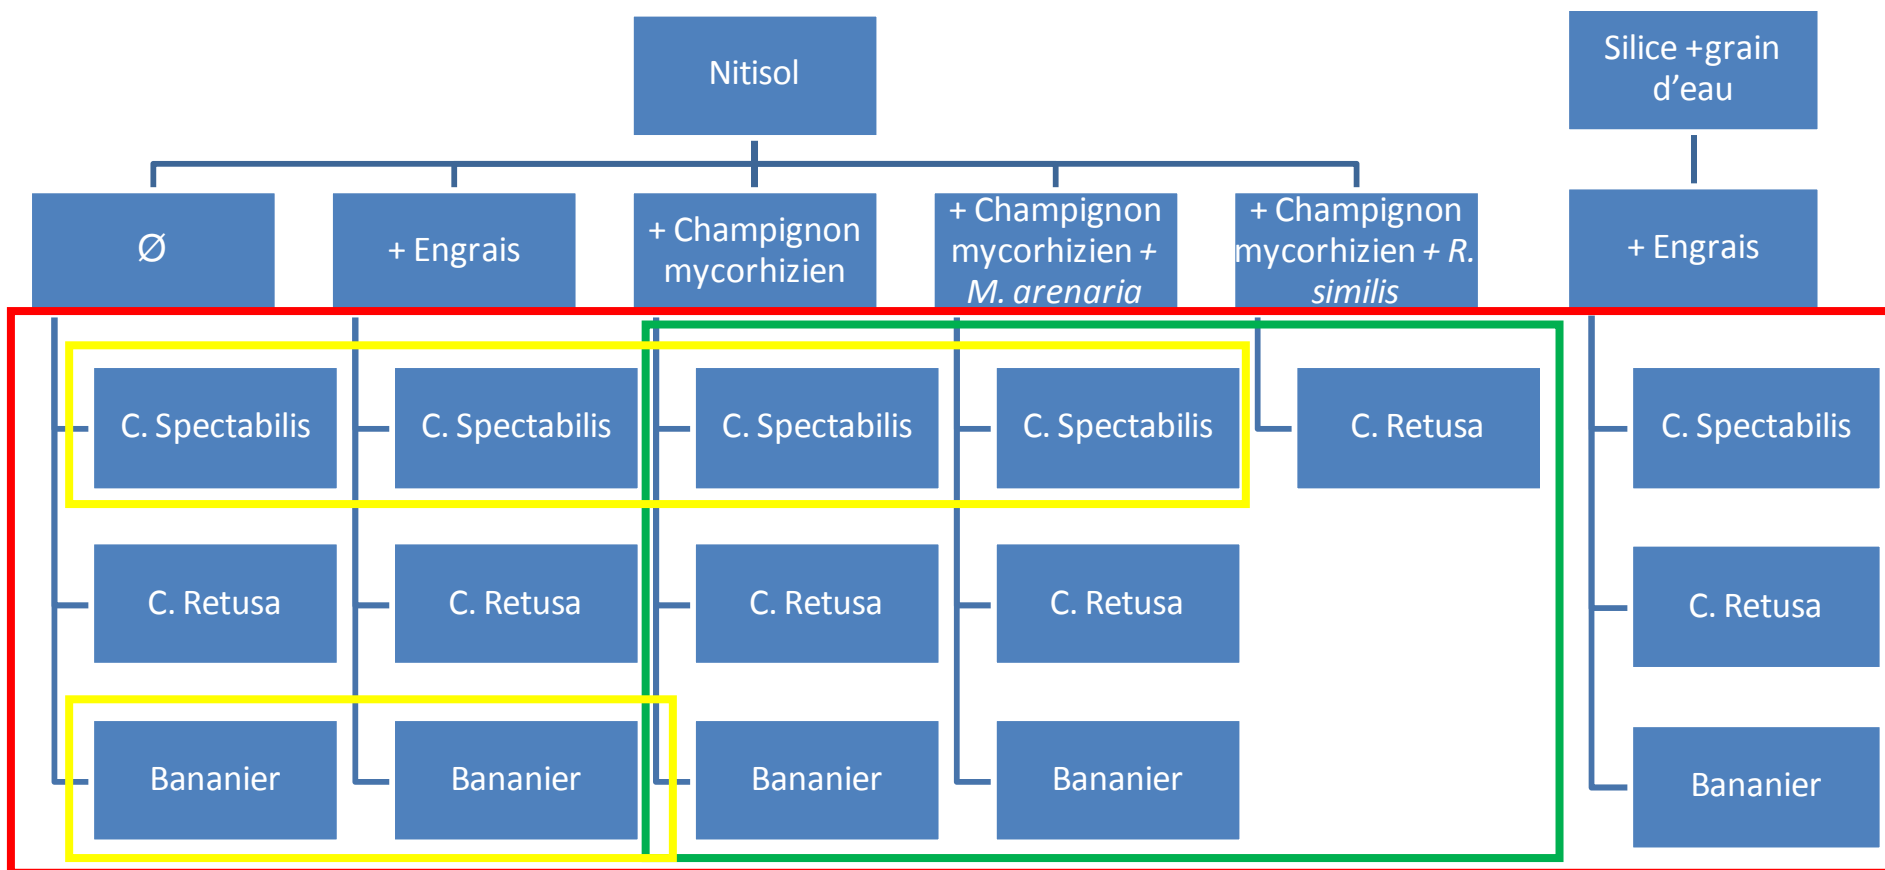 Nitisol
Silice +grain
d'eau
Ø
+ Engrais
+ Champignon
mycorhizien
+ Champignon
mycorhizien +
M. arenaria
+ Champignon
mycorhizien + R.
similis
+ Engrais
C. Spectabilis
C. Spectabilis
C. Spectabilis
C. Spectabilis
C. Retusa
C. Spectabilis
C. Retusa
C. Retusa
C. Retusa
C. Retusa
C. Retusa
Bananier
Bananier
Bananier
Bananier
Bananier